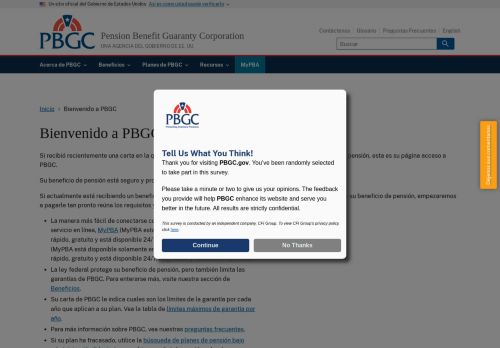 Un sitio oficial del Gobierno de Estados Unidos Así es como usted puede verificarlo
PBGC Pension Benefit Guaranty Corporation
UNA AGENCIA DEL GOBIERNO DE EE. UU.
Contáctenos Glosario Preguntas Frecuentes English
Buscar
Acerca de PBGC Beneficios Planes de PBGC Recursos MyPBA
Inicio > Bienvenido a PBGC
Bienvenido a PBGC
Si recibió recientemente una carta en la q
pensión, esta es su página acceso a
PBGC.
Su beneficio de pensión está seguro y pro
Si actualmente esté recibiendo un benefi
su beneficio de pensión, empezaremos
a pagarle tan pronto reúna los requisitos
La manera más fácil de conectarse co
servicio en línea, MyPBA (MyPBA esta
rápido, gratuito y está disponible 24/
(MyPBA está disponible solamente en
rápido, gratuito y está disponible 24/
La ley federal protege su beneficio de pensión, pero también limita las
garantías de PBGC. Para enterarse más, visite nuestra sección de
Beneficios.
Su carta de PBGC le indica cuales son los límites de la garantía por cada
año que aplican a su plan. Vea la tabla de límites máximos de garantía por
año.
Para más información sobre PBGC, vea nuestras preguntas frecuentes.
Si su plan ha fracasado, utilice la búsqueda de planes de pensión bajo
PBGC
Protecting America's Pensions
Tell Us What You Think!
Thank you for visiting PBGC.gov. You've been randomly selected
to take part in this survey.
Please take a minute or two to give us your opinions. The feedback
you provide will help PBGC enhance its website and serve you
better in the future. All results are strictly confidential.
This survey is conducted by an independent company, CFI Group. To view CFI Group's privacy policy,
click here.
Continue No Thanks
Déjenos sus comentarios